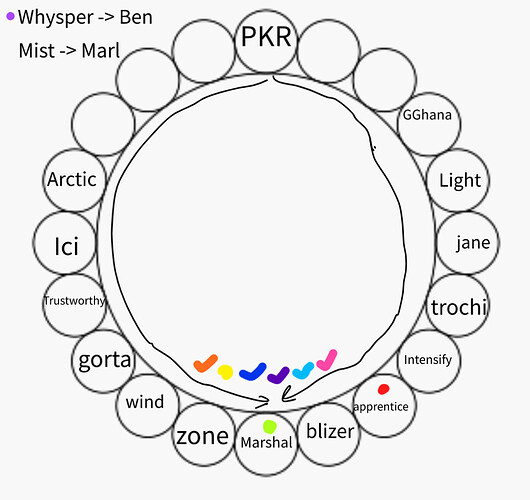 Whysper -> Ben
Mist -> Marl
PKR
GGhana
Light
jane
trochi
Intensify
apprentice
blizer
Marshal
zone
wind
gorta
Trustworthy
Ici
Arctic